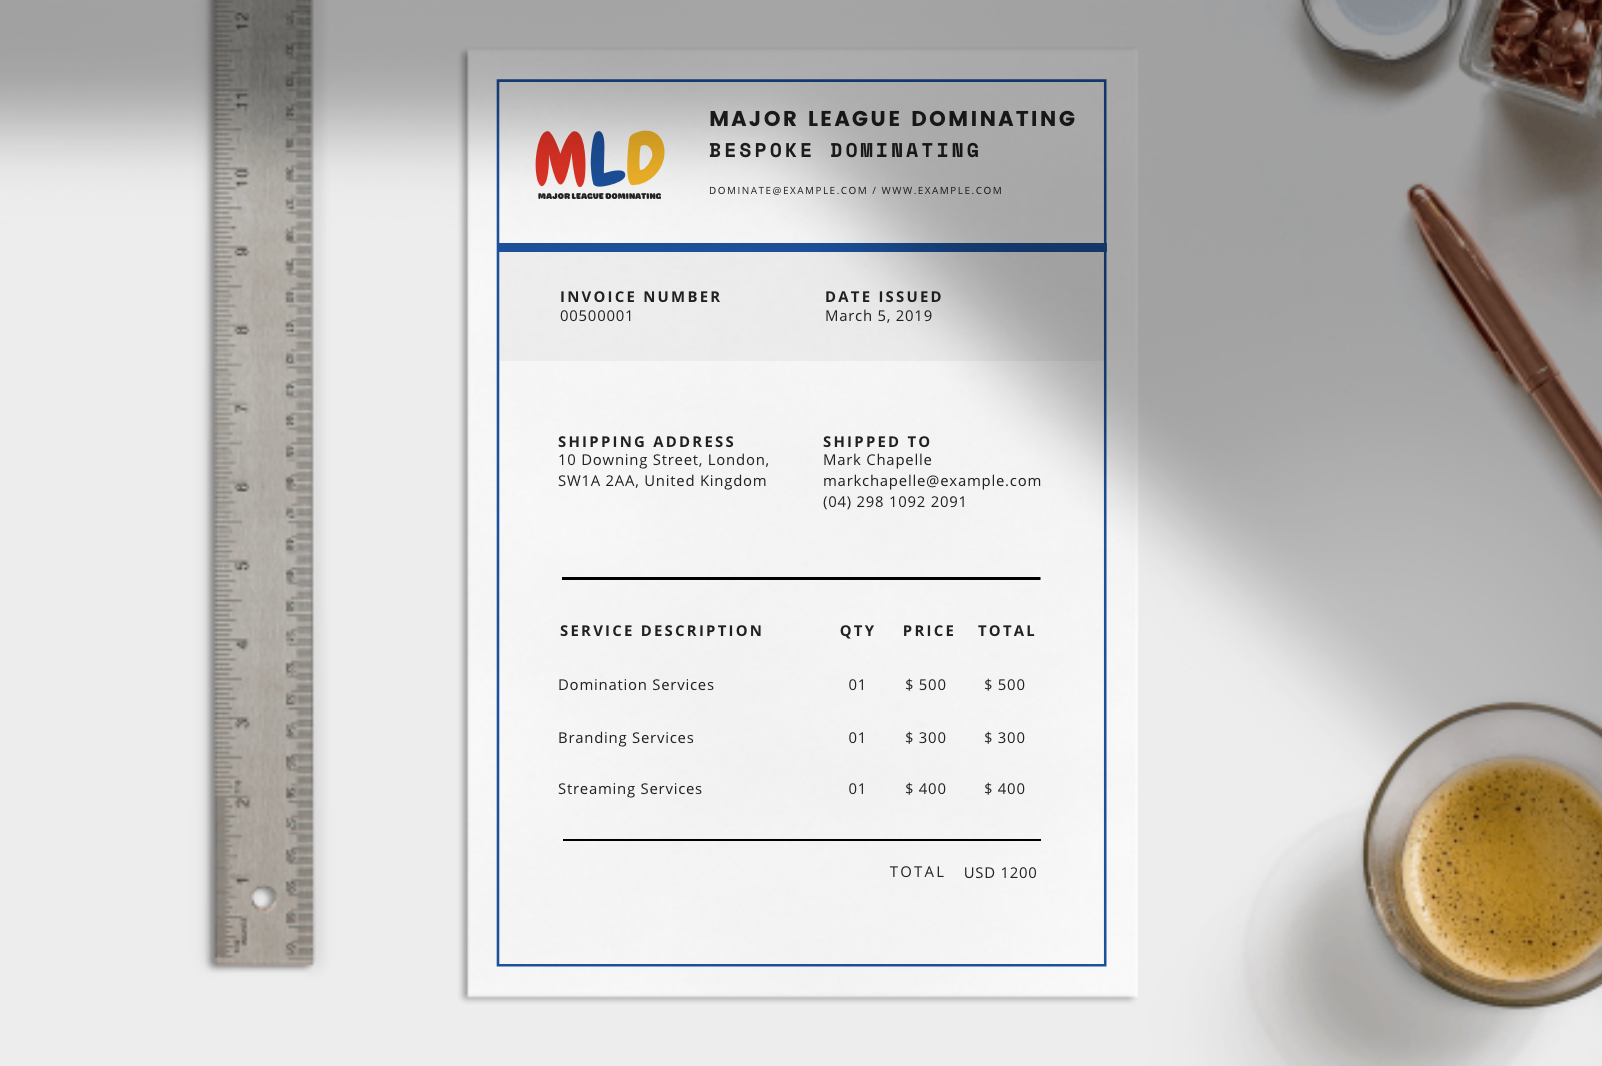 MLD
MAJOR LEAGUE DOMINATING
MAJOR LEAGUE DOMINATING
BESPOKE DOMINATING
DOMINATE@EXAMPLE.COM / WWW.EXAMPLE.COM
INVOICE NUMBER
00500001
DATE ISSUED
March 5, 2019
SHIPPING ADDRESS
10 Downing Street, London,
SW1A 2AA, United Kingdom
SHIPPED TO
Mark Chapelle
markchapelle@example.com
(04) 298 1092 2091
SERVICE DESCRIPTION QTY PRICE TOTAL
Domination Services 01 $ 500 $ 500
Branding Services 01 $ 300 $ 300
Streaming Services 01 $ 400 $ 400
TOTAL USD 1200
12
11
10
9
8
7
6
5
4
3
2
1